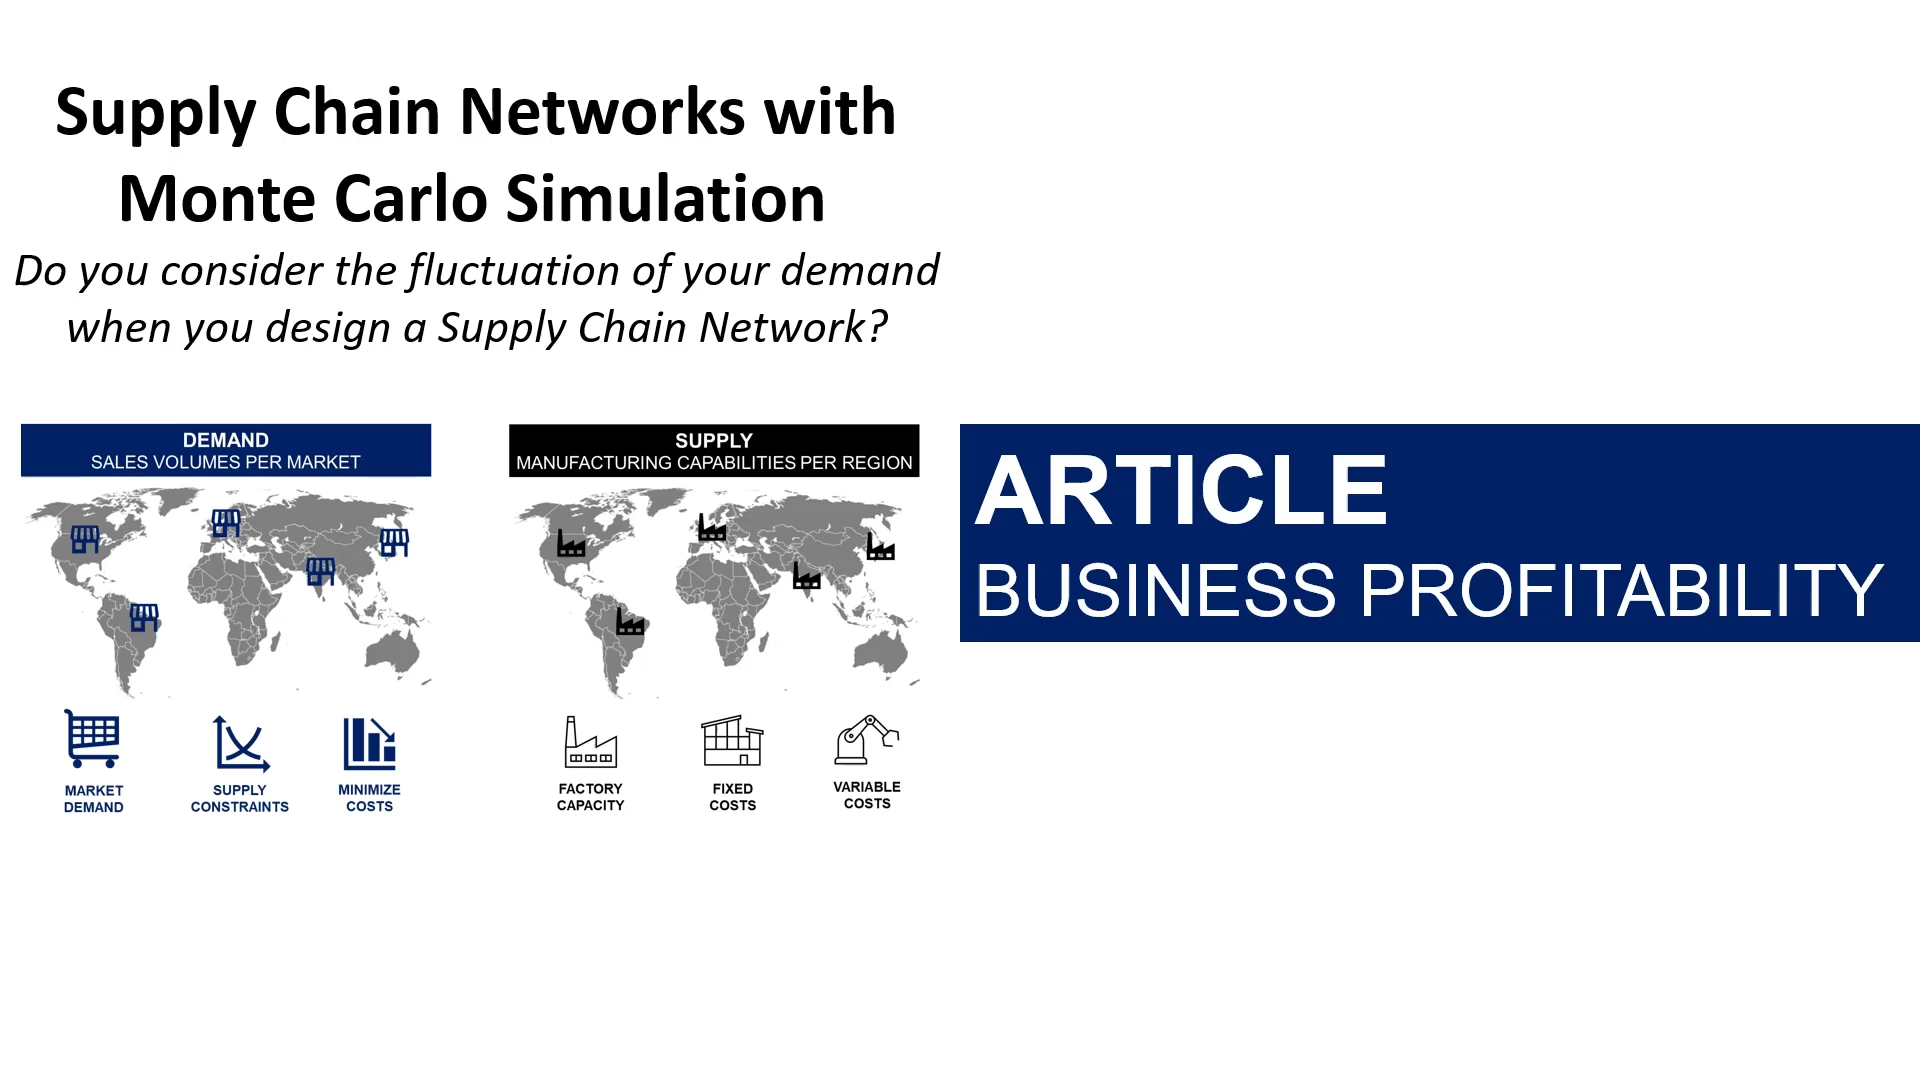 Supply Chain Networks with
Monte Carlo Simulation
Do you consider the fluctuation of your demand
when you design a Supply Chain Network?
DEMAND
SALES VOLUMES PER MARKET
MARKET
DEMAND
SUPPLY
CONSTRAINTS
MINIMIZE
COSTS
SUPPLY
MANUFACTURING CAPABILITIES PER REGION
FACTORY
CAPACITY
FIXED
COSTS
VARIABLE
COSTS
ARTICLE
BUSINESS PROFITABILITY